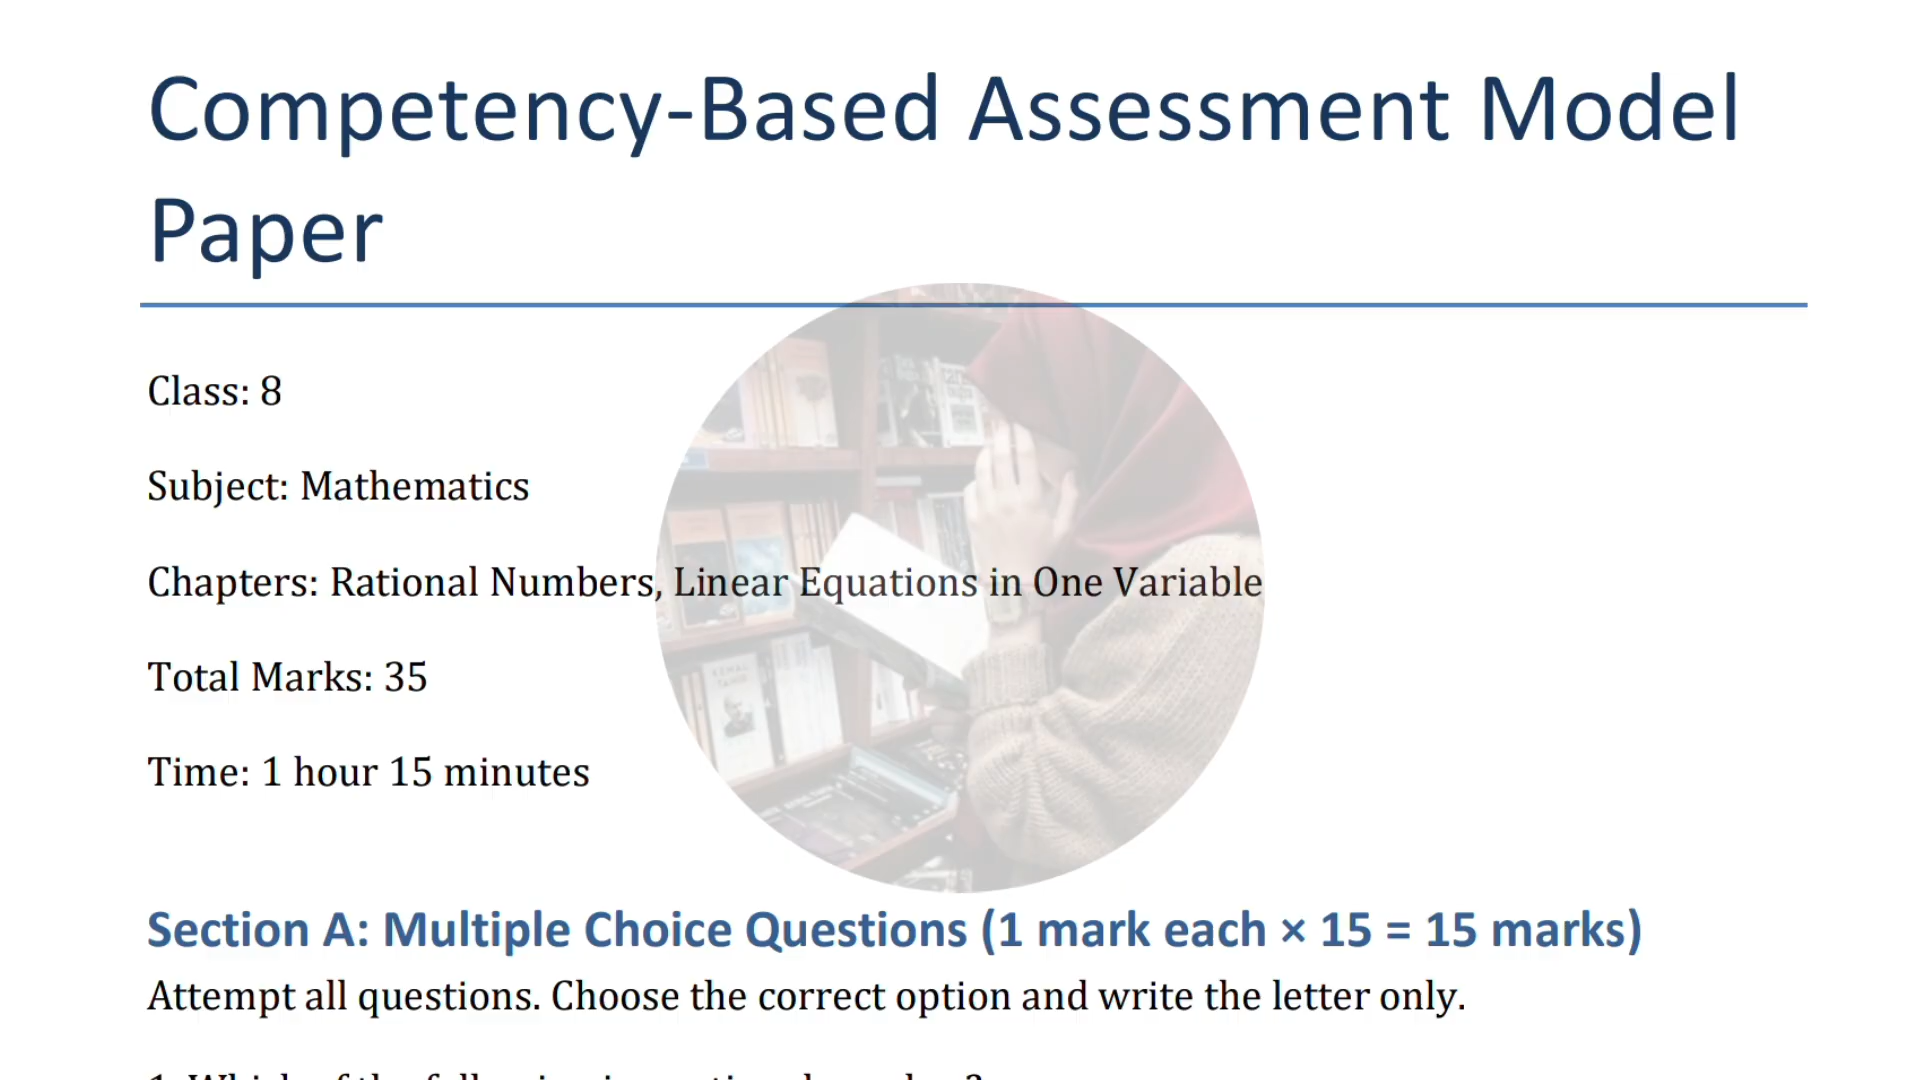 Competency-Based Assessment Model
Paper
Class: 8
Subject: Mathematics
Chapters: Rational Numbers, Linear Equations in One Variable
Total Marks: 35
Time: 1 hour 15 minutes
Section A: Multiple Choice Questions (1 mark each × 15 = 15 marks)
Attempt all questions. Choose the correct option and write the letter only.